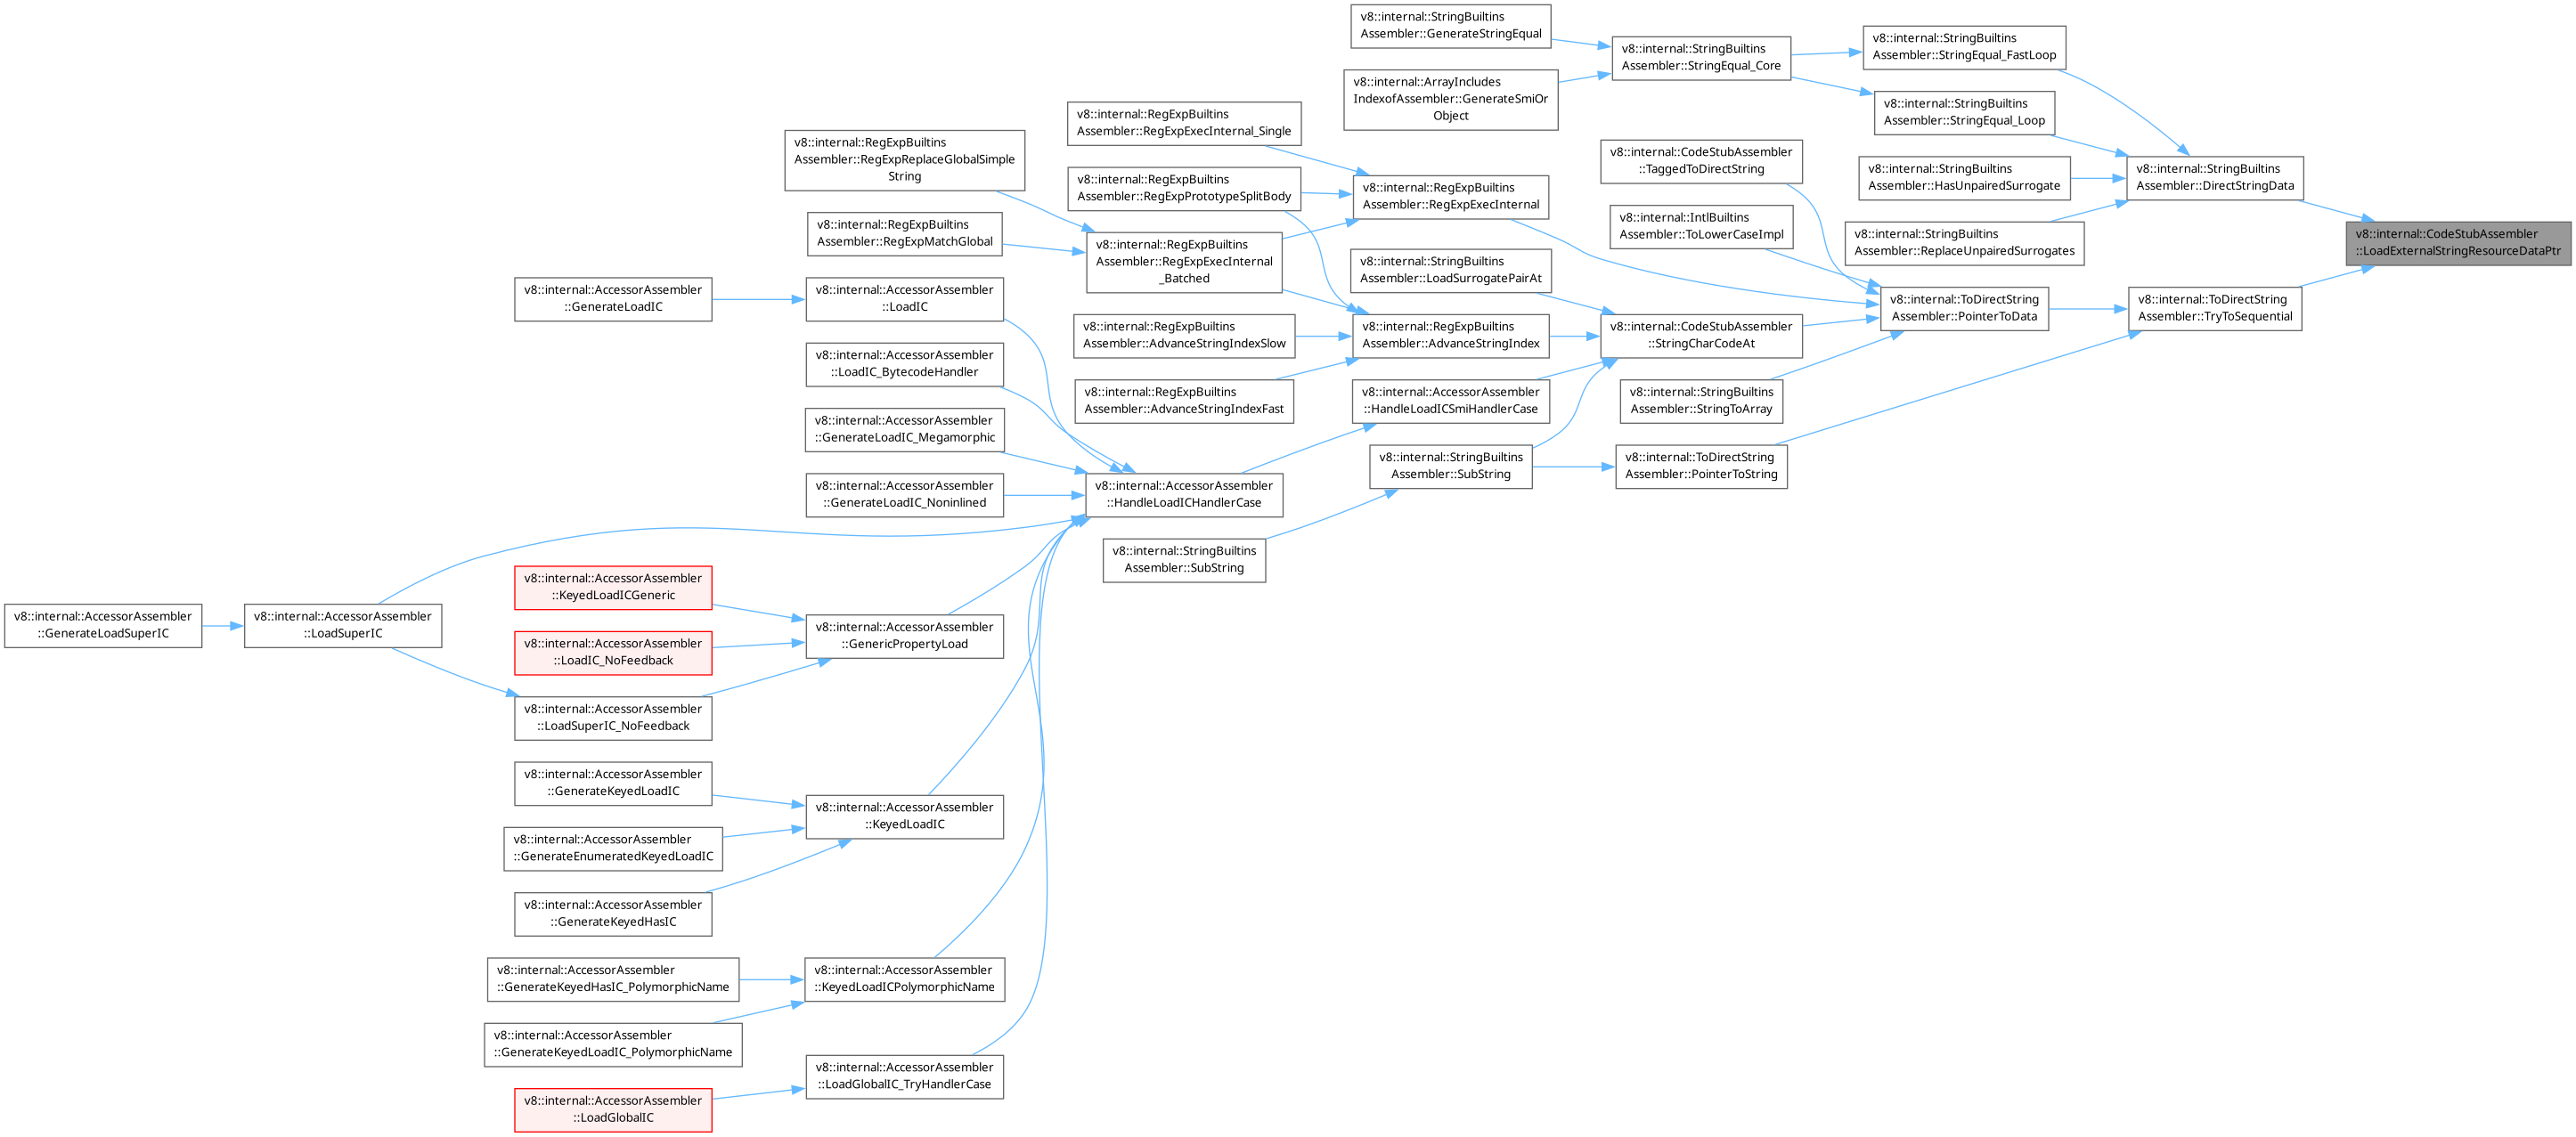 v8::internal::StringBuiltins
Assembler::GenerateStringEqual
v8::internal::StringBuiltins
Assembler::StringEqual_FastLoop
v8::internal::StringBuiltins
Assembler::StringEqual_Core
v8::internal::ArrayIncludes
IndexofAssembler::GenerateSmiOr
Object
v8::internal::StringBuiltins
Assembler::StringEqual_Loop
v8::internal::RegExpBuiltins
Assembler::RegExpExecInternal_Single
v8::internal::RegExpBuiltins
Assembler::RegExpReplaceGlobalSimple
String
v8::internal::CodeStubAssembler
::TaggedToDirectString
v8::internal::StringBuiltins
Assembler::HasUnpairedSurrogate
v8::internal::StringBuiltins
Assembler::DirectStringData
v8::internal::RegExpBuiltins
Assembler::RegExpPrototypeSplitBody
v8::internal::RegExpBuiltins
Assembler::RegExpExecInternal
v8::internal::IntlBuiltins
Assembler::ToLowerCaseImpl
v8::internal::RegExpBuiltins
Assembler::RegExpMatchGlobal
v8::internal::StringBuiltins
Assembler::ReplaceUnpairedSurrogates
v8::internal::CodeStubAssembler
::LoadExternalStringResourceDataPtr
v8::internal::RegExpBuiltins
Assembler::RegExpExecInternal
_Batched
v8::internal::StringBuiltins
Assembler::LoadSurrogatePairAt
v8::internal::AccessorAssembler
::GenerateLoadIC
v8::internal::AccessorAssembler
::LoadIC
v8::internal::ToDirectString
Assembler::PointerToData
v8::internal::ToDirectString
Assembler::TryToSequential
v8::internal::RegExpBuiltins
Assembler::AdvanceStringIndexSlow
v8::internal::RegExpBuiltins
Assembler::AdvanceStringIndex
v8::internal::CodeStubAssembler
::StringCharCodeAt
v8::internal::AccessorAssembler
::LoadIC_BytecodeHandler
v8::internal::RegExpBuiltins
Assembler::AdvanceStringIndexFast
v8::internal::AccessorAssembler
::HandleLoadICSmiHandlerCase
v8::internal::StringBuiltins
Assembler::StringToArray
v8::internal::AccessorAssembler
::GenerateLoadIC_Megamorphic
v8::internal::StringBuiltins
Assembler::SubString
v8::internal::ToDirectString
Assembler::PointerToString
v8::internal::AccessorAssembler
::GenerateLoadIC_Noninlined
v8::internal::AccessorAssembler
::HandleLoadICHandlerCase
v8::internal::StringBuiltins
Assembler::SubString
v8::internal::AccessorAssembler
::KeyedLoadICGeneric
v8::internal::AccessorAssembler
::GenerateLoadSuperIC
v8::internal::AccessorAssembler
::LoadSuperIC
v8::internal::AccessorAssembler
::LoadIC_NoFeedback
v8::internal::AccessorAssembler
::GenericPropertyLoad
v8::internal::AccessorAssembler
::LoadSuperIC_NoFeedback
v8::internal::AccessorAssembler
::GenerateKeyedLoadIC
v8::internal::AccessorAssembler
::KeyedLoadIC
v8::internal::AccessorAssembler
::GenerateEnumeratedKeyedLoadIC
v8::internal::AccessorAssembler
::GenerateKeyedHasIC
v8::internal::AccessorAssembler
::GenerateKeyedHasIC_PolymorphicName
v8::internal::AccessorAssembler
::KeyedLoadICPolymorphicName
v8::internal::AccessorAssembler
::GenerateKeyedLoadIC_PolymorphicName
v8::internal::AccessorAssembler
::LoadGlobalIC_TryHandlerCase
v8::internal::AccessorAssembler
::LoadGlobalIC